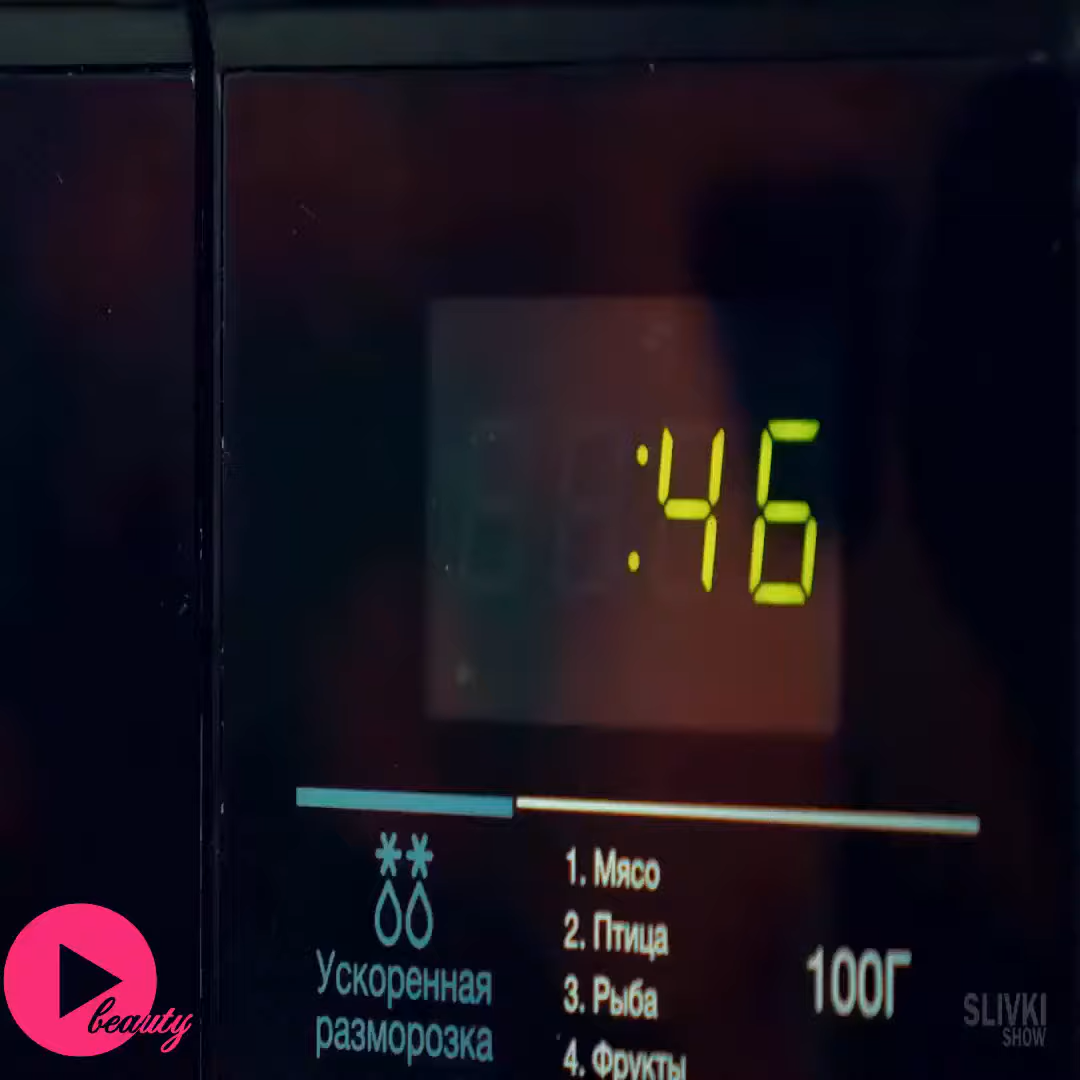 :46
Ускоренная
разморозка
1. Мясо
2. Птица
3. Рыба
4. Фрукты
100Г
beauty
SLIVKI
SHOW